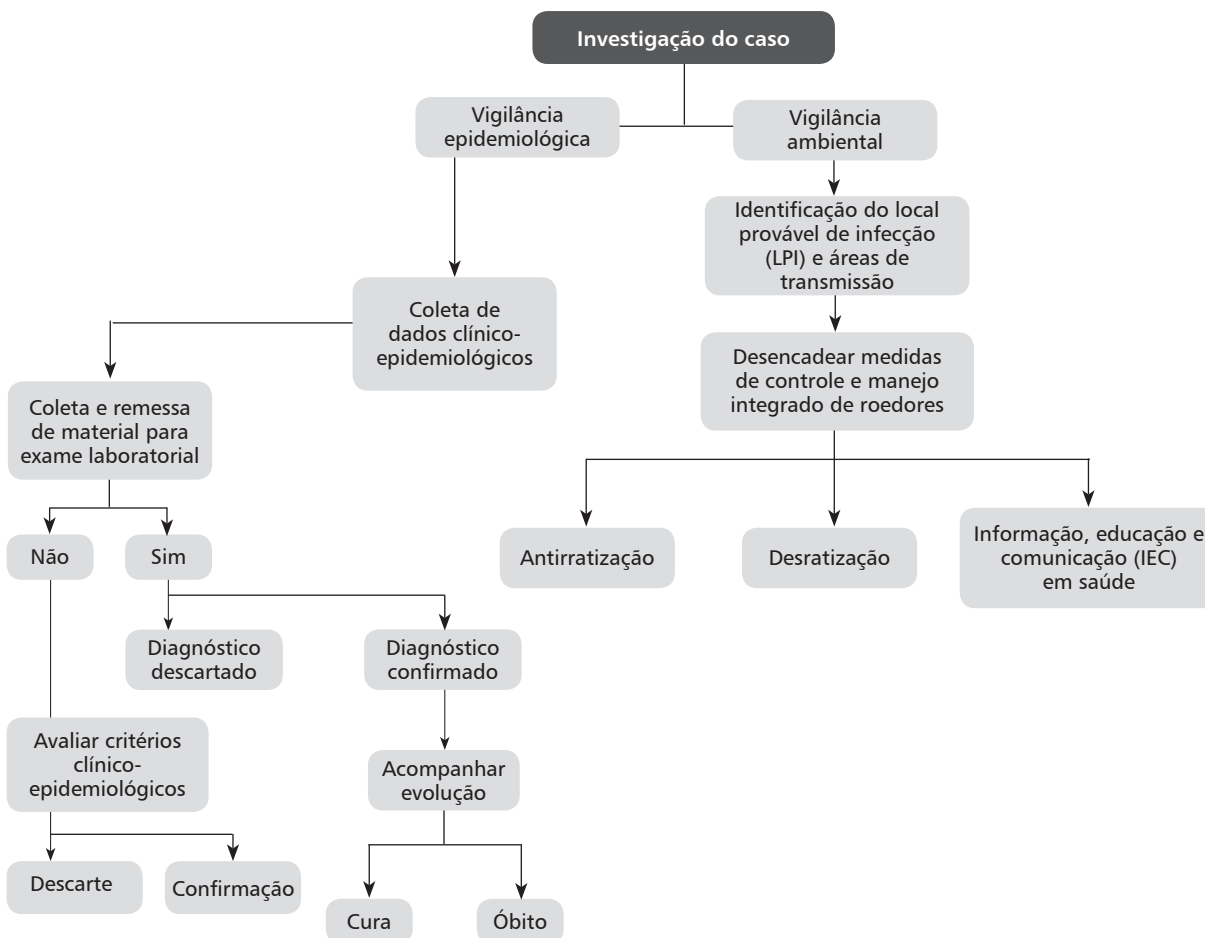 Investigação do caso
Vigilância
epidemiológica
Vigilância
ambiental
Identificação do local
provável de infecção
(LPI) e áreas de
transmissão
Coleta de
dados clínico-
epidemiológicos
Desencadear medidas
de controle e manejo
integrado de roedores
Coleta e remessa
de material para
exame laboratorial
Não
Sim
Antirratização
Desratização
Informação, educação e
comunicação (IEC)
em saúde
Diagnóstico
descartado
Diagnóstico
confirmado
Avaliar critérios
clínico-
epidemiológicos
Acompanhar
evolução
Descarte
Confirmação
Cura
Óbito